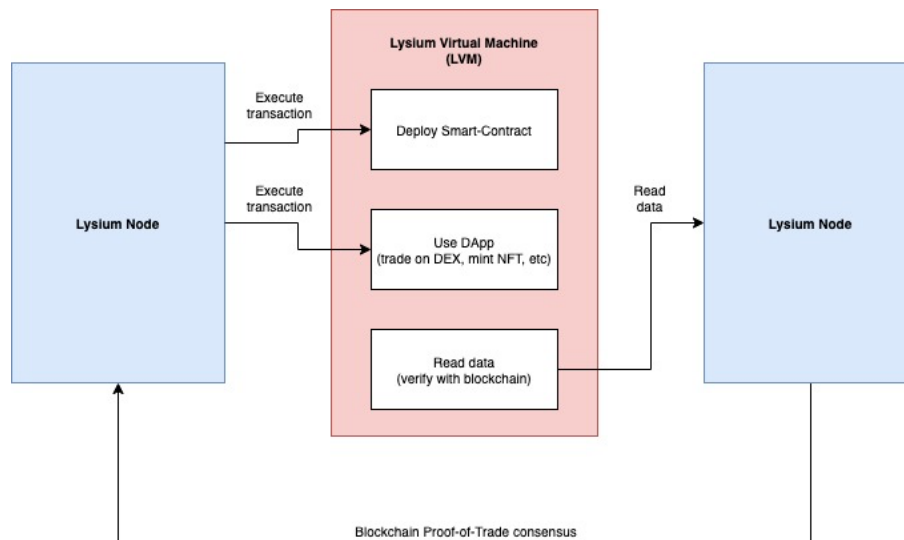 Lysium Virtual Machine
(LVM)
Execute
transaction
Deploy Smart-Contract
Execute
transaction
Read
data
Lysium Node
Use DApp
(trade on DEX, mint NFT, etc)
Lysium Node
Read data
(verify with blockchain)
Blockchain Proof-of-Trade consensus